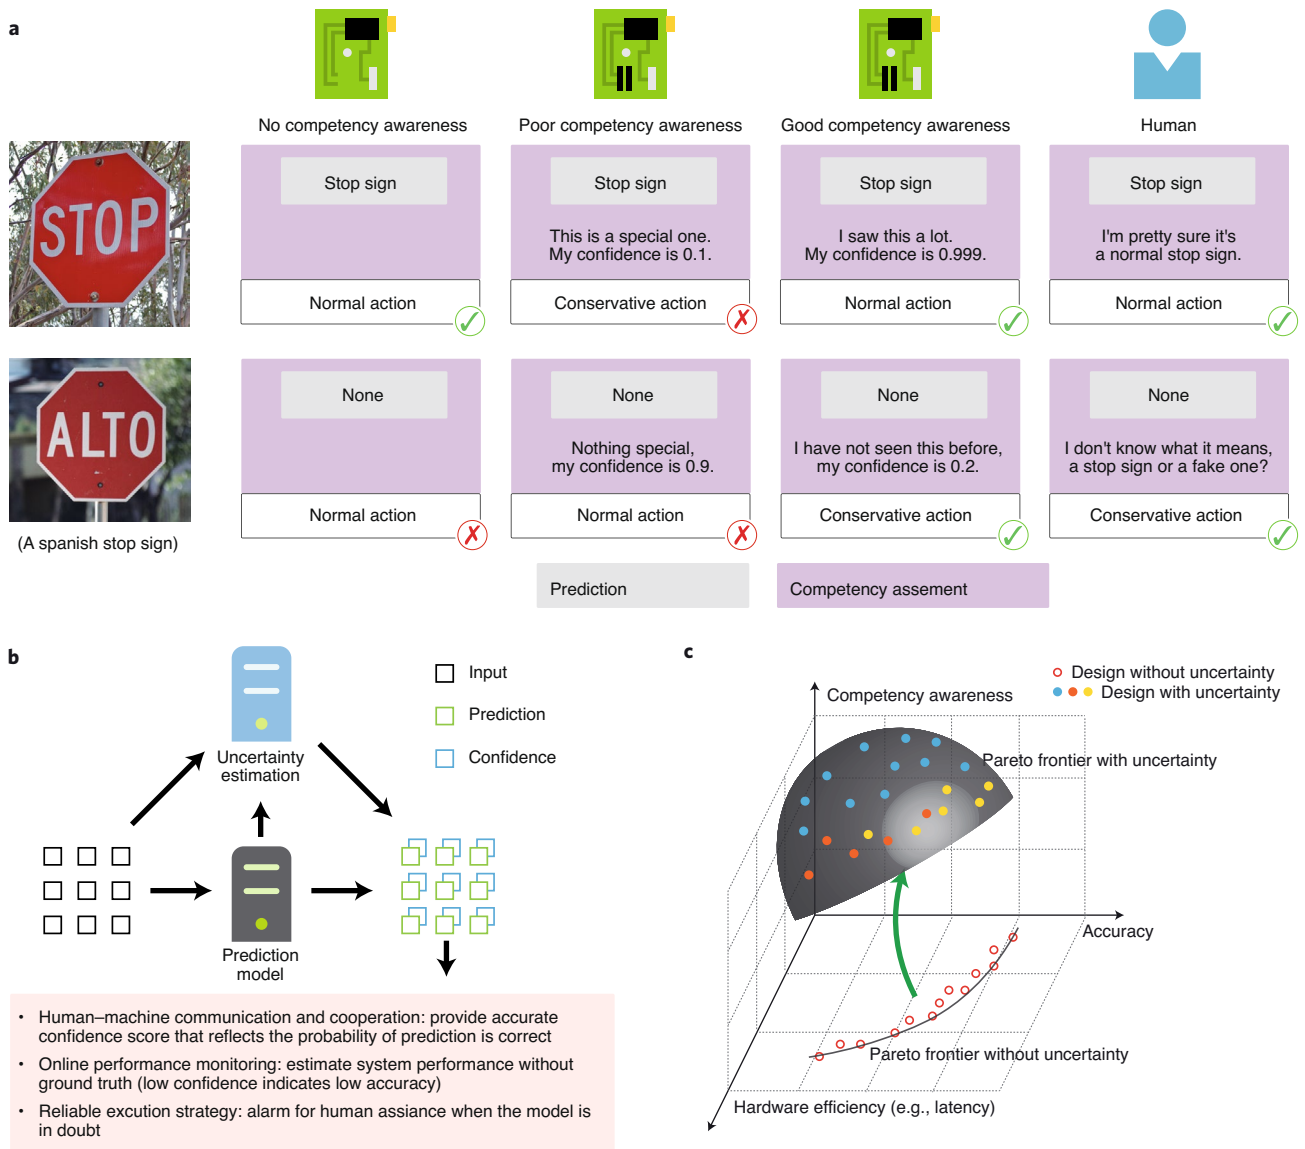 a
No competency awareness
Poor competency awareness
Good competency awareness
Human
STOP
Stop sign
Stop sign
Stop sign
Stop sign
This is a special one.
My confidence is 0.1.
I saw this a lot.
My confidence is 0.999.
I'm pretty sure it's
a normal stop sign.
Normal action
Conservative action
Normal action
Normal action
ALTO
None
None
None
None
Nothing special,
my confidence is 0.9.
I have not seen this before,
my confidence is 0.2.
I don't know what it means,
a stop sign or a fake one?
Normal action
Normal action
Conservative action
Conservative action
(A spanish stop sign)
Prediction
Competency assement
b
Input
Prediction
Confidence
Uncertainty
estimation
Prediction
model
• Human–machine communication and cooperation: provide accurate
confidence score that reflects the probability of prediction is correct
• Online performance monitoring: estimate system performance without
ground truth (low confidence indicates low accuracy)
• Reliable excution strategy: alarm for human assiance when the model is
in doubt
c
Design without uncertainty
Design with uncertainty
Competency awareness
Pareto frontier with uncertainty
Accuracy
Pareto frontier without uncertainty
Hardware efficiency (e.g., latency)